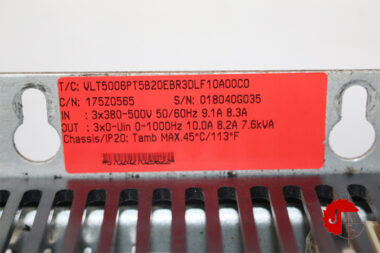 T/C: VLT5006PT5B20EBR3DLF10A00C0
C/N: 175Z0565 S/N: 018040G035
IN : 3x380-500V 50/60Hz 9.1A 8.3A
OUT : 3x0-Uin 0-1000Hz 10.0A 8.2A 7.6kVA
Chassis/IP20: Tamb MAX.45°C/113°F